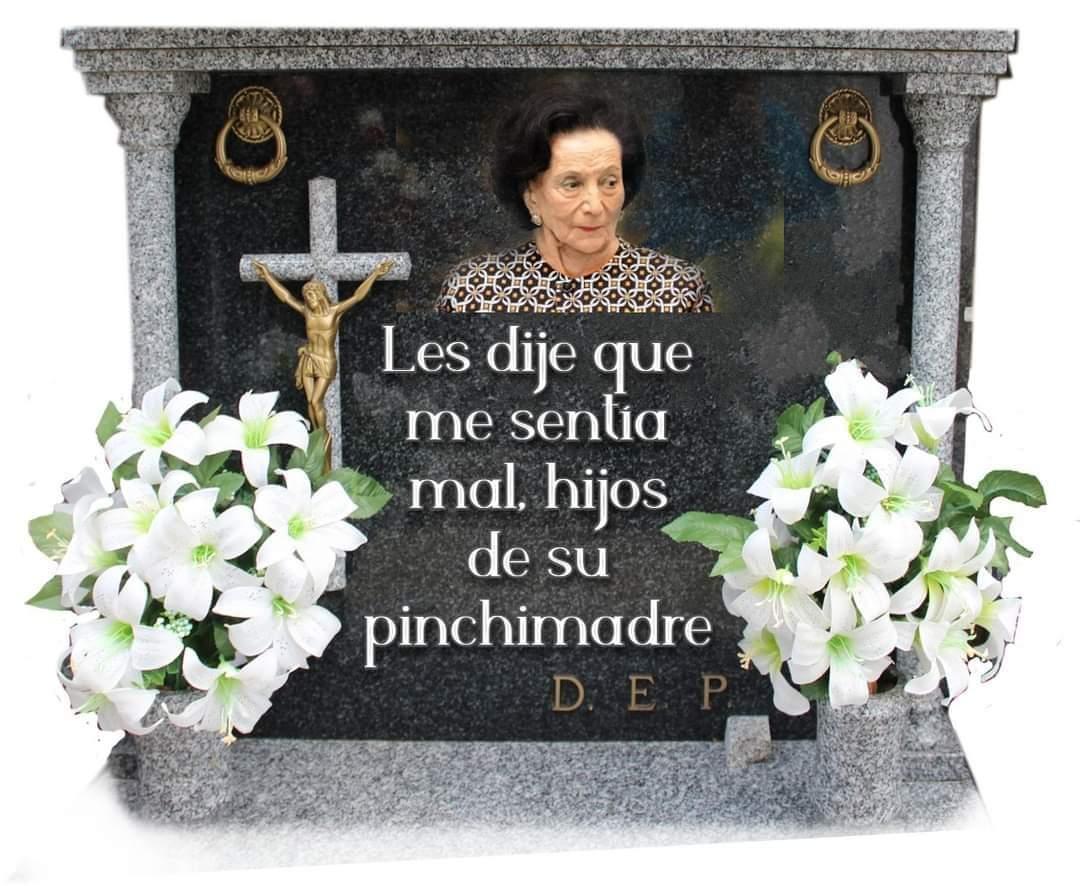 Les dije que
me sentía
mal, hijos
de su
pinchimadre
D. E. P.